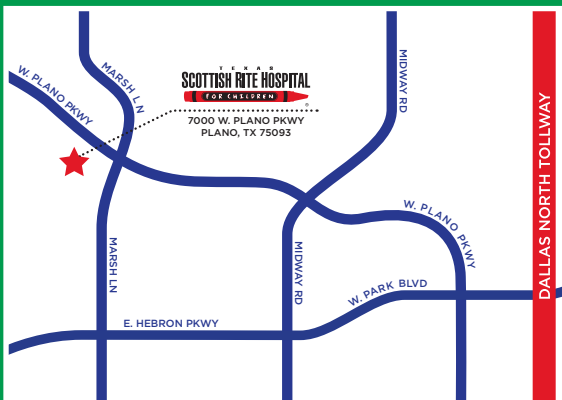 W. PLANO PKWY
MARSH LN
TEXAS
SCOTTISH RITE HOSPITAL
FOR CHILDREN
®
7000 W. PLANO PKWY
PLANO, TX 75093
MIDWAY RD
DALLAS NORTH TOLLWAY
W. PLANO PKWY
MARSH LN
MIDWAY RD
W. PARK BLVD
E. HEBRON PKWY